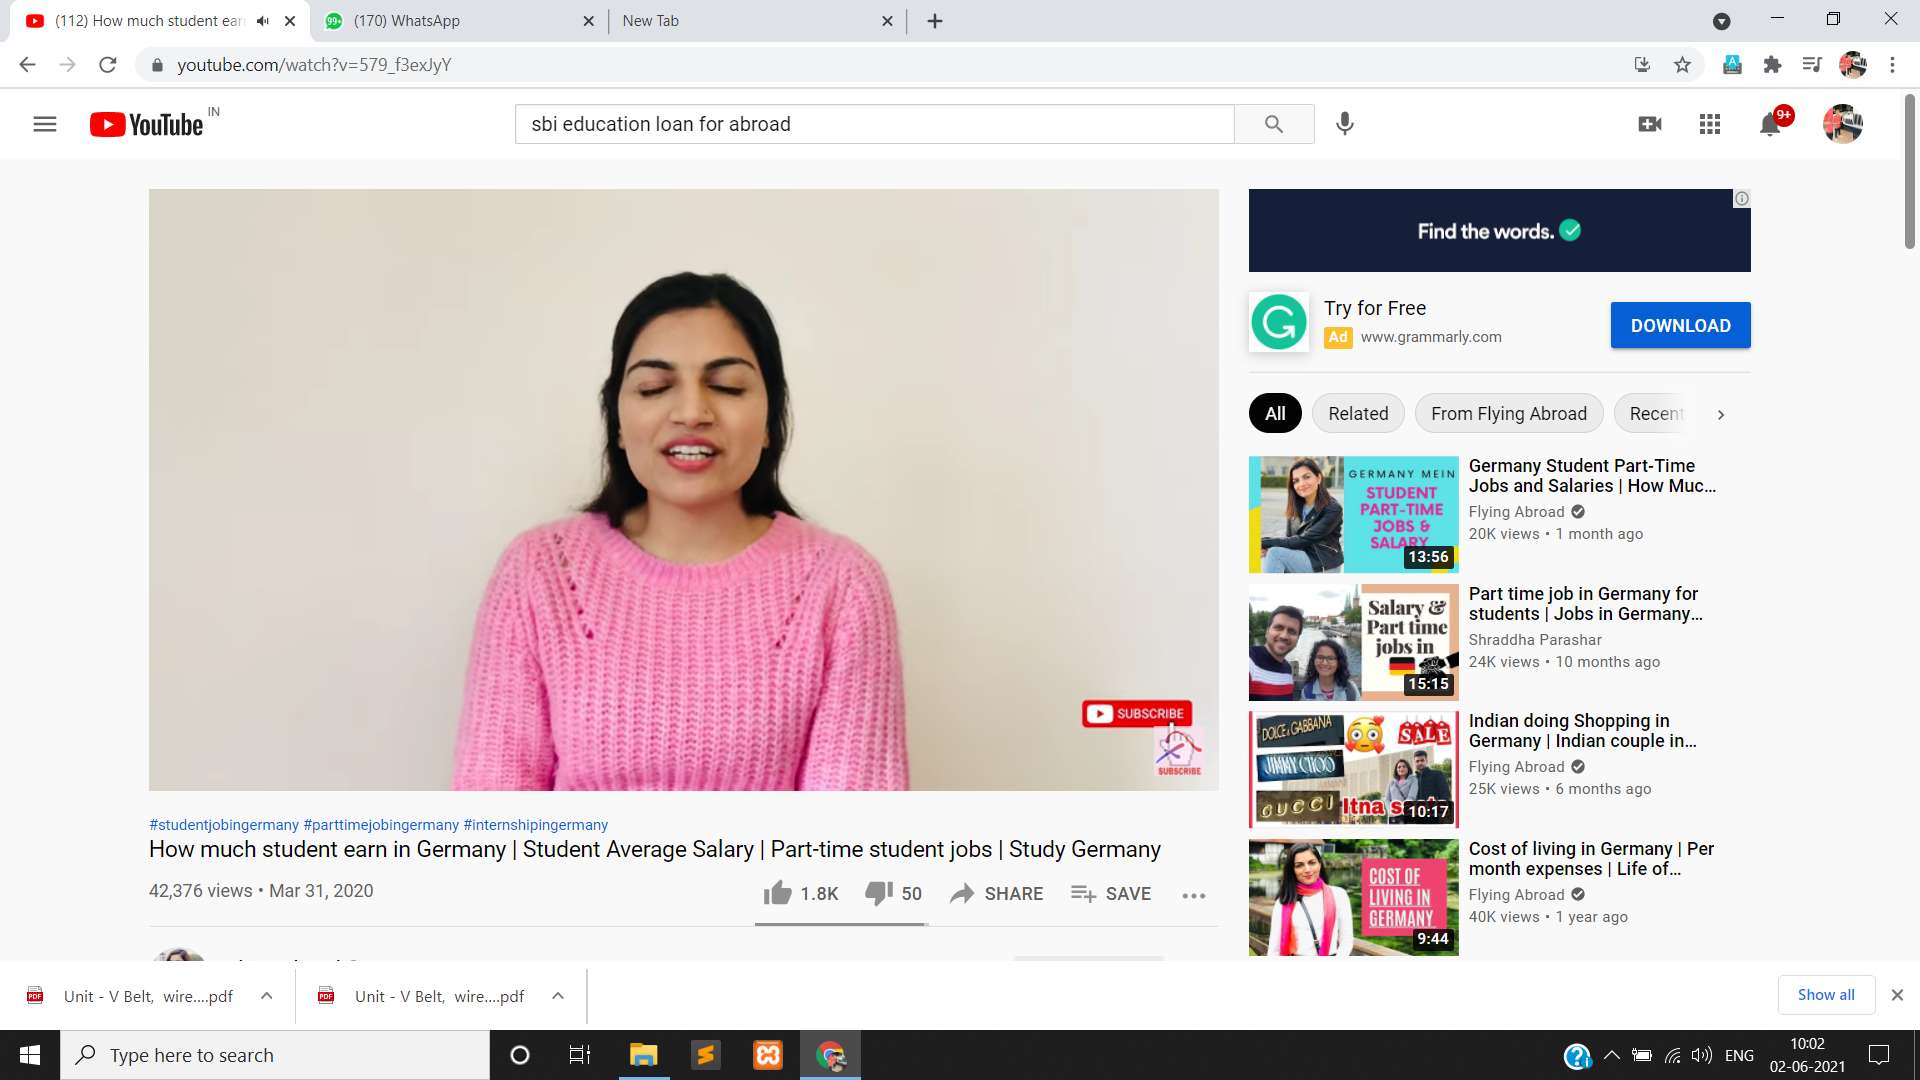 (112) How much student earn
(170) WhatsApp
New Tab
youtube.com/watch?v=579_f3exJyY
YouTube IN
sbi education loan for abroad
9+
Find the words.
Try for Free
Ad www.grammarly.com
DOWNLOAD
All Related From Flying Abroad Recent
GERMANY MEIN
STUDENT
PART-TIME
JOBS &
SALARY
13:56
Germany Student Part-Time
Jobs and Salaries | How Muc...
Flying Abroad
20K views • 1 month ago
Salary &
Part time
jobs in
15:15
Part time job in Germany for
students | Jobs in Germany...
Shraddha Parashar
24K views • 10 months ago
DOLCE & GABBANA
SALE
JIMMY CHOO
GUCCI
Itna
10:17
Indian doing Shopping in
Germany | Indian couple in...
Flying Abroad
25K views • 6 months ago
COST OF
LIVING IN
GERMANY
9:44
Cost of living in Germany | Per
month expenses | Life of...
Flying Abroad
40K views • 1 year ago
SUBSCRIBE
SUBSCRIBE
#studentjobingermany #parttimejobingermany #internshipingermany
How much student earn in Germany | Student Average Salary | Part-time student jobs | Study Germany
42,376 views • Mar 31, 2020
1.8K 50 SHARE SAVE
Unit - V Belt, wire....pdf
Unit - V Belt, wire....pdf
Show all
Type here to search
ENG
10:02
02-06-2021